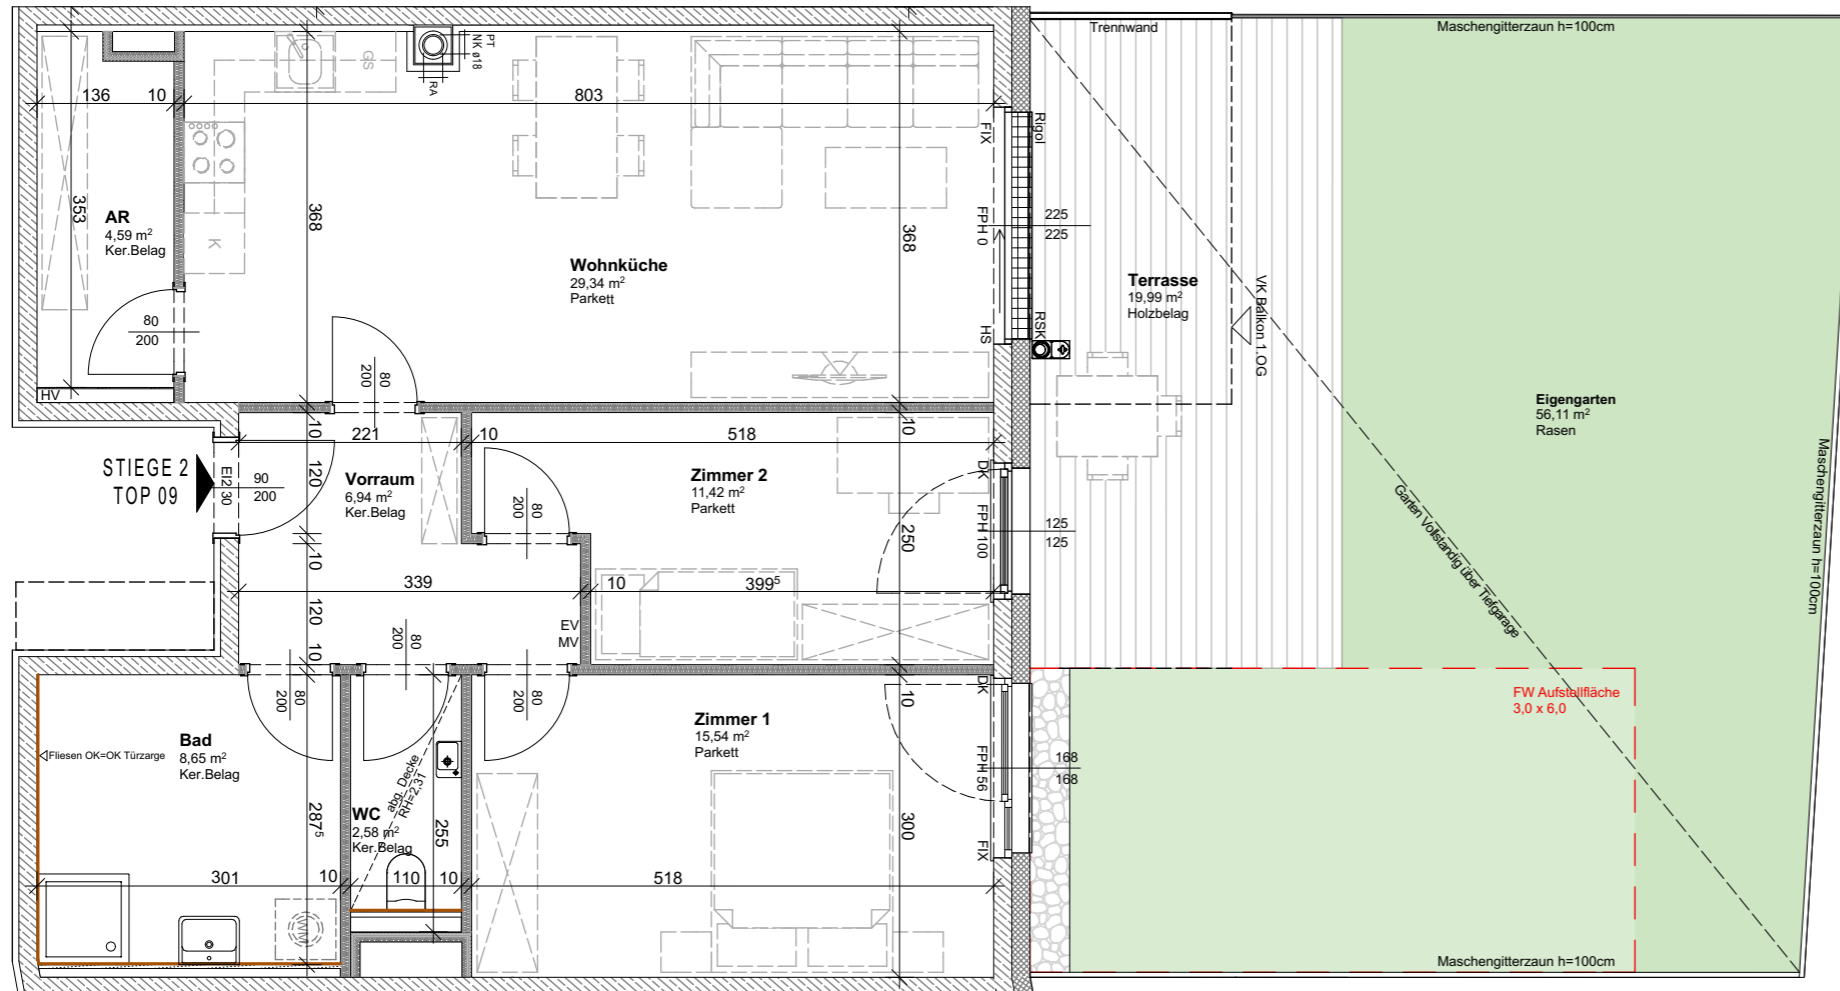 Trennwand
Maschengitterzaun h=100cm
GS
PT
NK ø18
RA
136
10
803
FIX
Rigol
353
368
368
AR
4,59 m²
Ker.Belag
K
FPH 0
225
225
Wohnküche
29,34 m²
Parkett
Terrasse
19,99 m²
Holzbelag
VK Balkon 1.OG
80
200
HS
RSK
80
200
HV
Eigengarten
56,11 m²
Rasen
10
221
10
518
10
STIEGE 2
TOP 09
EI2 30
90
200
120
Vorraum
6,94 m²
Ker.Belag
Zimmer 2
11,42 m²
Parkett
DK
FPH 100
80
200
250
125
125
Garten Vollständig über Tiefgarage
Maschengitterzaun h=100cm
10
339
10
399⁵
120
EV
MV
10
80
200
80
200
80
200
DK
10
FW Aufstellfläche
3,0 x 6,0
Fliesen OK=OK Türzarge
Bad
8,65 m²
Ker.Belag
abg. Decke
RH=2,31
Zimmer 1
15,54 m²
Parkett
FPH 56
168
168
287⁵
WC
2,58 m²
Ker.Belag
255
300
FIX
301
10
110
10
518
WM
Maschengitterzaun h=100cm